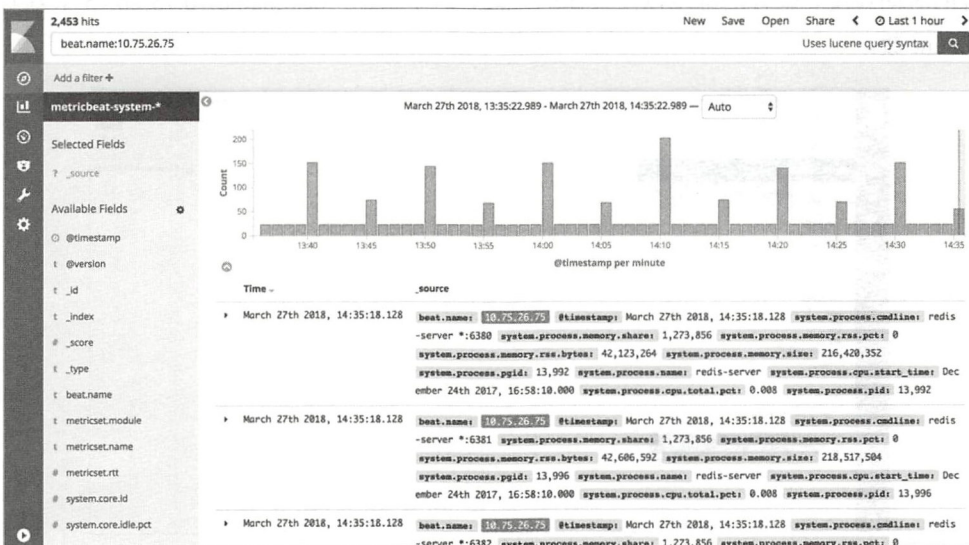 2,453 hits
New Save Open Share Last 1 hour
beat.name:10.75.26.75
Uses lucene query syntax
Add a filter +
metricbeat-system-*
March 27th 2018, 13:35:22.989 - March 27th 2018, 14:35:22.989 — Auto
Selected Fields
? _source
Available Fields
@timestamp
t @version
t _id
t _index
# _score
t _type
t beat.name
t metricset.module
t metricset.name
# metricset.rtt
# system.core.id
# system.core.idle.pct
Count
200
150
100
50
0
13:40 13:45 13:50 13:55 14:00 14:05 14:10 14:15 14:20 14:25 14:30 14:35
@timestamp per minute
Time _source
March 27th 2018, 14:35:18.128 beat.name: 10.75.26.75 @timestamp: March 27th 2018, 14:35:18.128 system.process.cmdline: redis
-server *:6380 system.process.memory.share: 1,273,856 system.process.memory.rss.pct: 0
system.process.memory.rss.bytes: 42,123,264 system.process.memory.size: 216,420,352
system.process.pgid: 13,992 system.process.name: redis-server system.process.cpu.start_time: Dec
ember 24th 2017, 16:58:10.000 system.process.cpu.total.pct: 0.008 system.process.pid: 13,992
March 27th 2018, 14:35:18.128 beat.name: 10.75.26.75 @timestamp: March 27th 2018, 14:35:18.128 system.process.cmdline: redis
-server *:6381 system.process.memory.share: 1,273,856 system.process.memory.rss.pct: 0
system.process.memory.rss.bytes: 42,606,592 system.process.memory.size: 218,517,504
system.process.pgid: 13,996 system.process.name: redis-server system.process.cpu.start_time: Dec
ember 24th 2017, 16:58:10.000 system.process.cpu.total.pct: 0.008 system.process.pid: 13,996
March 27th 2018, 14:35:18.128 beat.name: 10.75.26.75 @timestamp: March 27th 2018, 14:35:18.128 system.process.cmdline: redis
-server *:6382 system.process.memory.share: 1,273,856 system.process.memory.rss.pct: 0